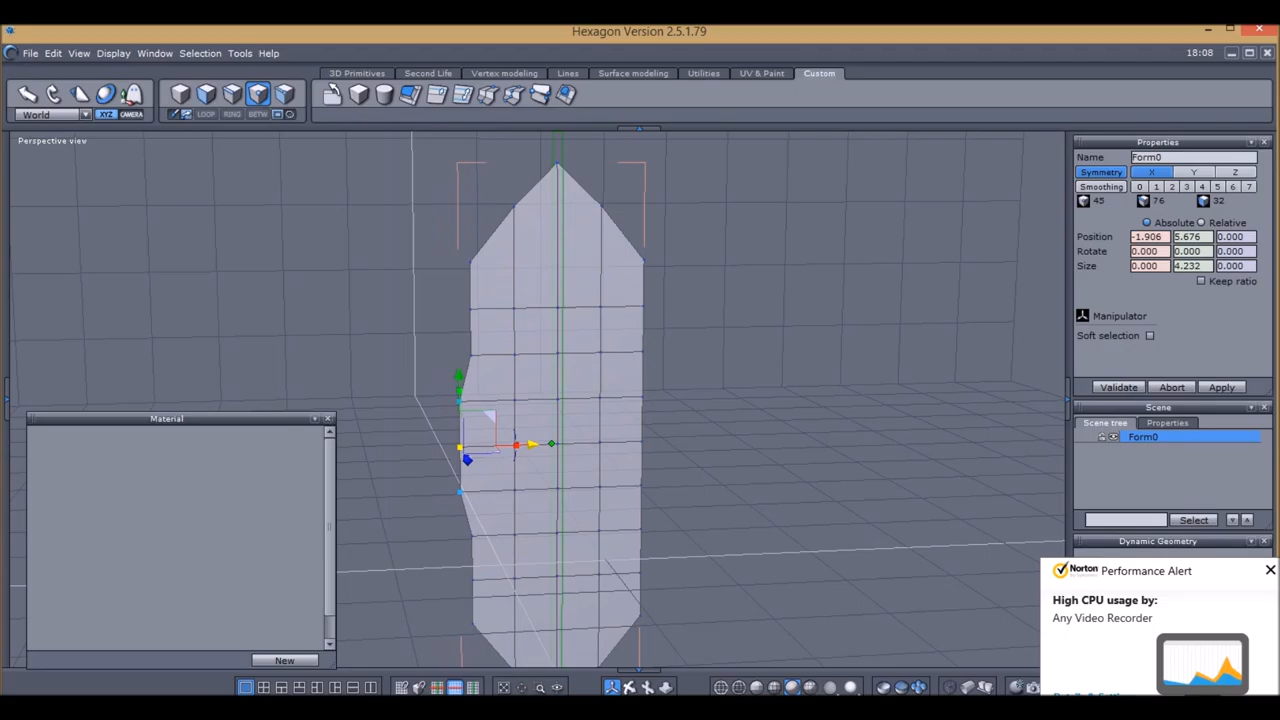 Hexagon Version 2.5.1.79
File Edit View Display Window Selection Tools Help
18:08
3D Primitives Second Life Vertex modeling Lines Surface modeling Utilities UV & Paint Custom
World XYZ CAMERA LOOP RING BETW
Perspective view
Properties
Name Form0
Symmetry X Y Z
Smoothing 0 1 2 3 4 5 6 7
45 76 32
Absolute Relative
Position -1.906 5.676 0.000
Rotate 0.000 0.000 0.000
Size 0.000 4.232 0.000
Keep ratio
Manipulator
Soft selection
Validate Abort Apply
Scene
Scene tree Properties
Form0
Select
Dynamic Geometry
Material
New
Norton Performance Alert
High CPU usage by:
Any Video Recorder